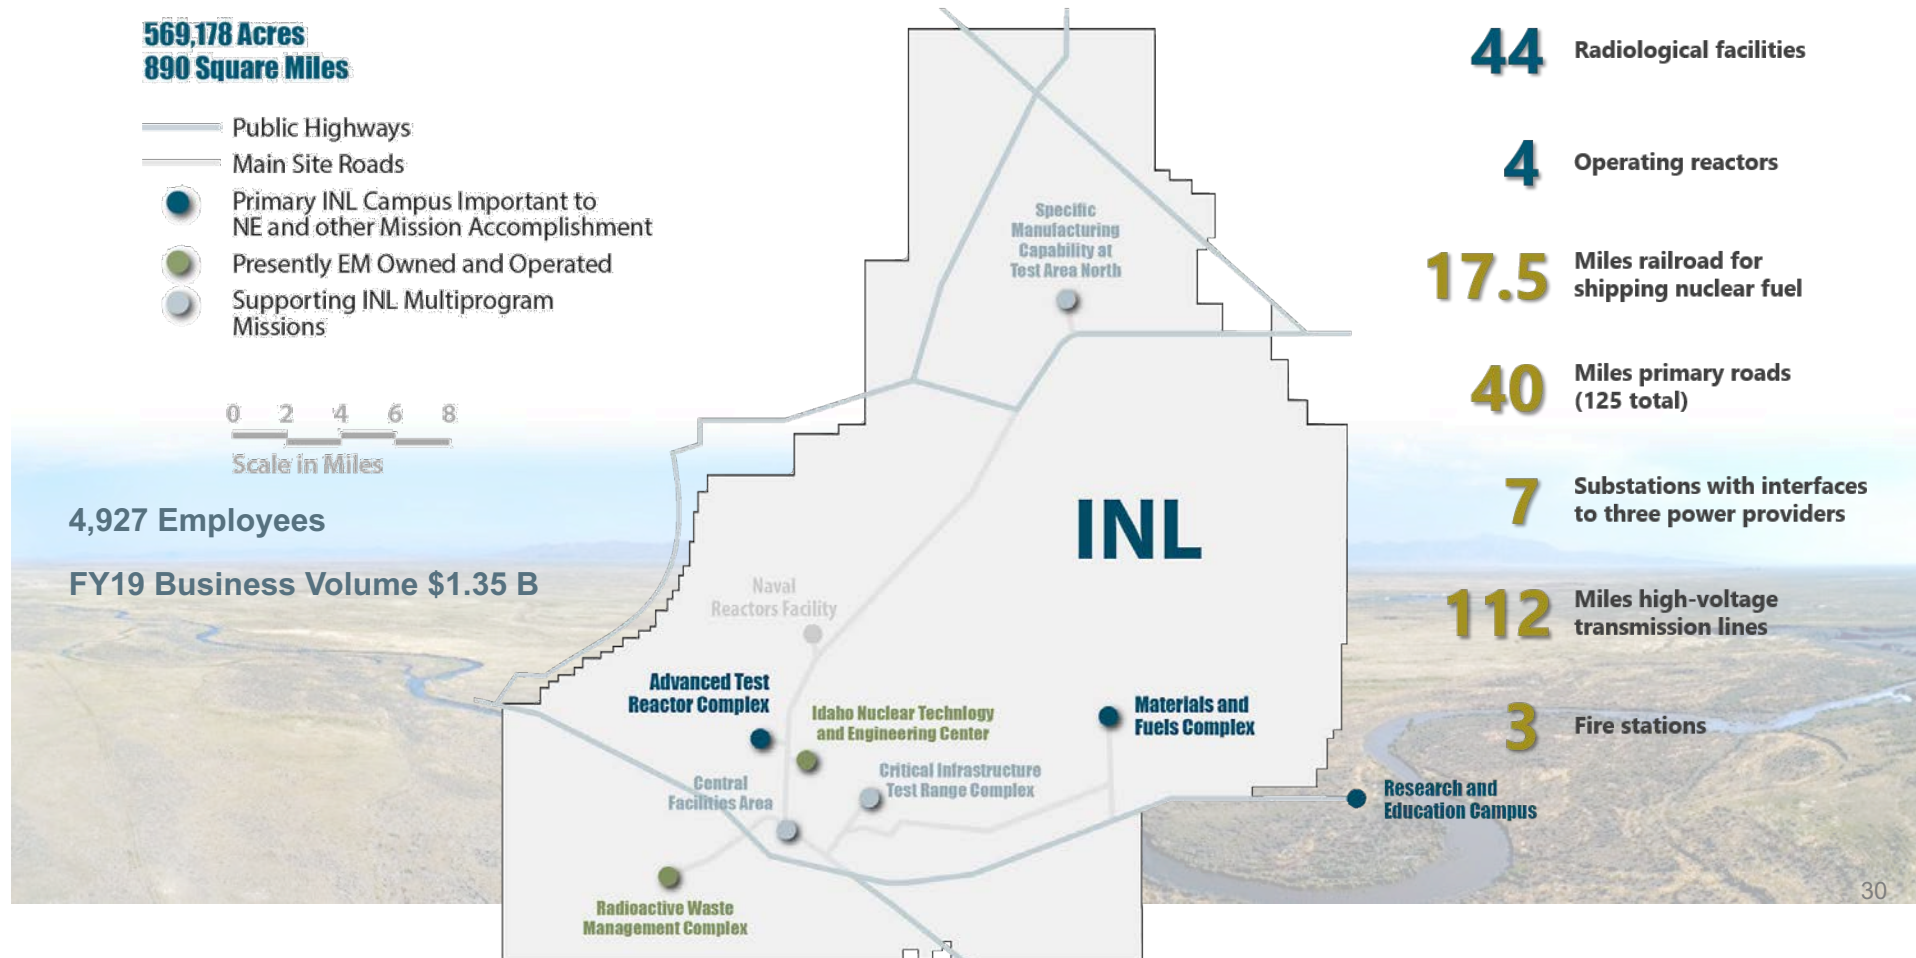 569,178 Acres
890 Square Miles
Public Highways
Main Site Roads
Primary INL Campus Important to
NE and other Mission Accomplishment
Presently EM Owned and Operated
Supporting INL Multiprogram
Missions
0 2 4 6 8
Scale in Miles
4,927 Employees
FY19 Business Volume $1.35 B
Specific
Manufacturing
Capability at
Test Area North
INL
Naval
Reactors Facility
Advanced Test
Reactor Complex
Idaho Nuclear Technlogy
and Engineering Center
Materials and
Fuels Complex
Central
Facilities Area
Critical Infrastructure
Test Range Complex
Research and
Education Campus
Radioactive Waste
Management Complex
44 Radiological facilities
4 Operating reactors
17.5 Miles railroad for
shipping nuclear fuel
40 Miles primary roads
(125 total)
7 Substations with interfaces
to three power providers
112 Miles high-voltage
transmission lines
3 Fire stations
30